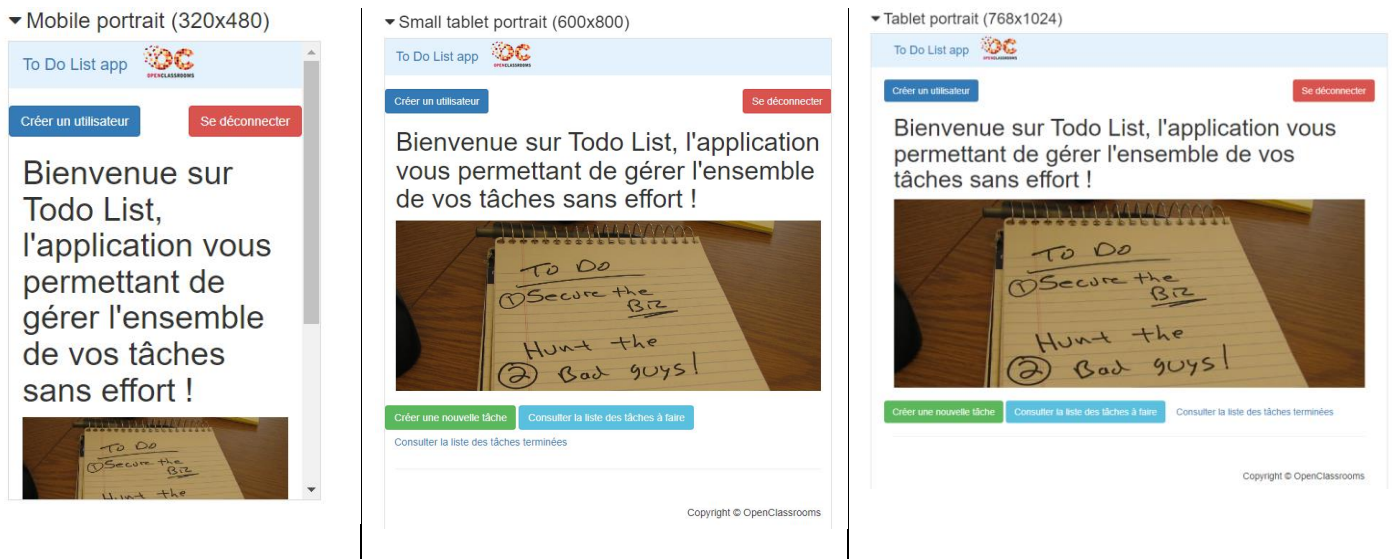 Mobile portrait (320x480)
To Do List app
OC
OPENCLASSROOMS
Créer un utilisateur
Se déconnecter
Bienvenue sur
Todo List,
l'application vous
permettant de
gérer l'ensemble
de vos tâches
sans effort !
To Do
1 Secure the
Biz
Hunt the
Small tablet portrait (600x800)
To Do List app
OC
OPENCLASSROOMS
Créer un utilisateur
Se déconnecter
Bienvenue sur Todo List, l'application
vous permettant de gérer l'ensemble
de vos tâches sans effort !
To Do
1 Secure the
Biz
Hunt the
2 Bad guys!
Créer une nouvelle tâche
Consulter la liste des tâches à faire
Consulter la liste des tâches terminées
Copyright © OpenClassrooms
Tablet portrait (768x1024)
To Do List app
OC
OPENCLASSROOMS
Créer un utilisateur
Se déconnecter
Bienvenue sur Todo List, l'application vous
permettant de gérer l'ensemble de vos
tâches sans effort !
To Do
1 Secure the
Biz
Hunt the
2 Bad guys!
Créer une nouvelle tâche
Consulter la liste des tâches à faire
Consulter la liste des tâches terminées
Copyright © OpenClassrooms